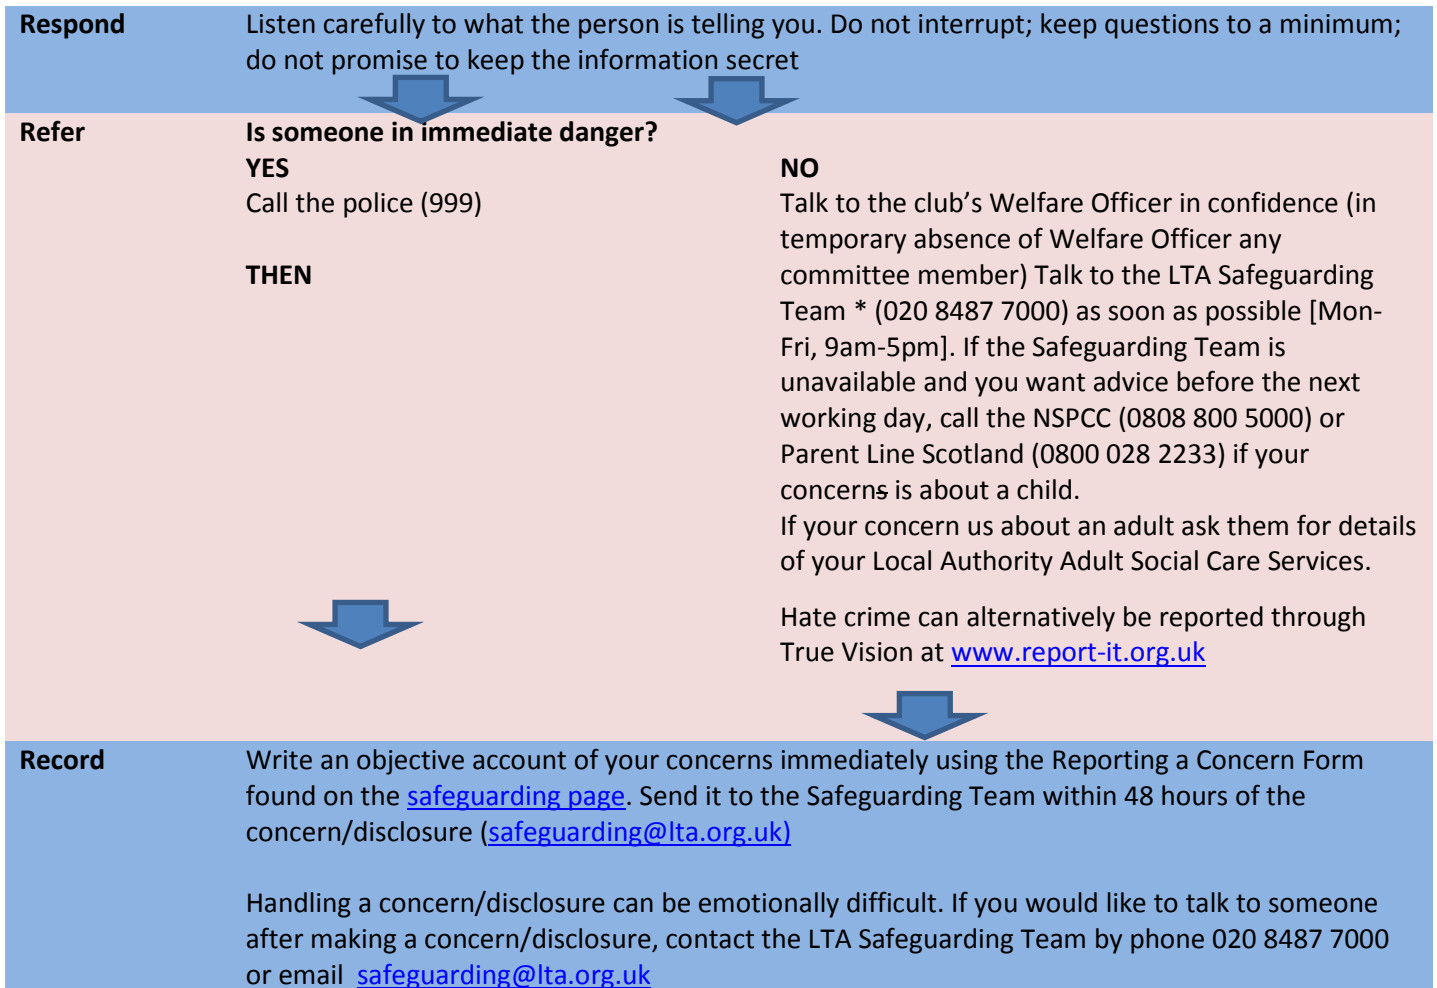 Respond
Listen carefully to what the person is telling you. Do not interrupt; keep questions to a minimum;
do not promise to keep the information secret
Refer
Is someone in immediate danger?
YES
Call the police (999)
THEN
NO
Talk to the club’s Welfare Officer in confidence (in
temporary absence of Welfare Officer any
committee member) Talk to the LTA Safeguarding
Team * (020 8487 7000) as soon as possible [Mon-
Fri, 9am-5pm]. If the Safeguarding Team is
unavailable and you want advice before the next
working day, call the NSPCC (0808 800 5000) or
Parent Line Scotland (0800 028 2233) if your
concerns is about a child.
If your concern us about an adult ask them for details
of your Local Authority Adult Social Care Services.
Hate crime can alternatively be reported through
True Vision at www.report-it.org.uk
Record
Write an objective account of your concerns immediately using the Reporting a Concern Form
found on the safeguarding page. Send it to the Safeguarding Team within 48 hours of the
concern/disclosure (safeguarding@lta.org.uk)
Handling a concern/disclosure can be emotionally difficult. If you would like to talk to someone
after making a concern/disclosure, contact the LTA Safeguarding Team by phone 020 8487 7000
or email safeguarding@lta.org.uk